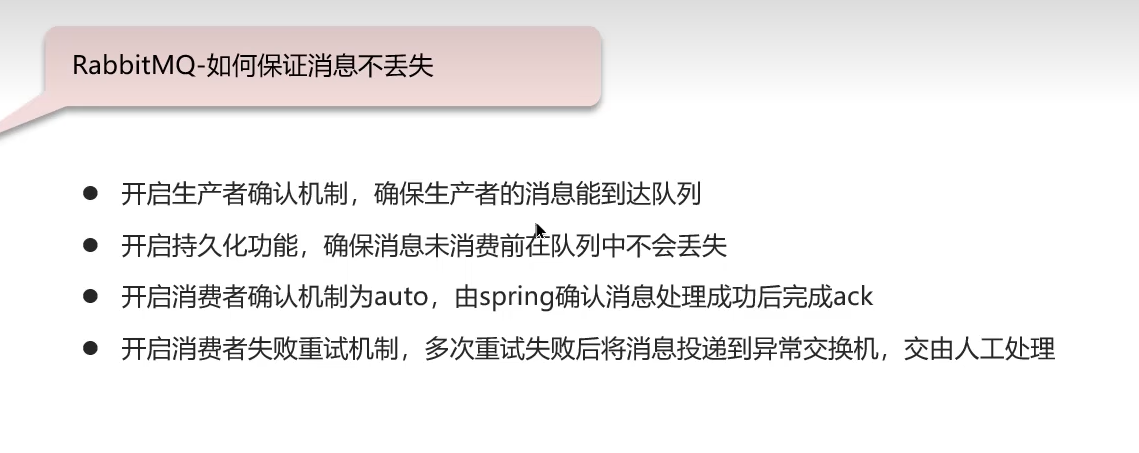 RabbitMQ-如何保证消息不丢失
● 开启生产者确认机制，确保生产者的消息能到达队列
● 开启持久化功能，确保消息未消费前在队列中不会丢失
● 开启消费者确认机制为auto，由spring确认消息处理成功后完成ack
● 开启消费者失败重试机制，多次重试失败后将消息投递到异常交换机，交由人工处理